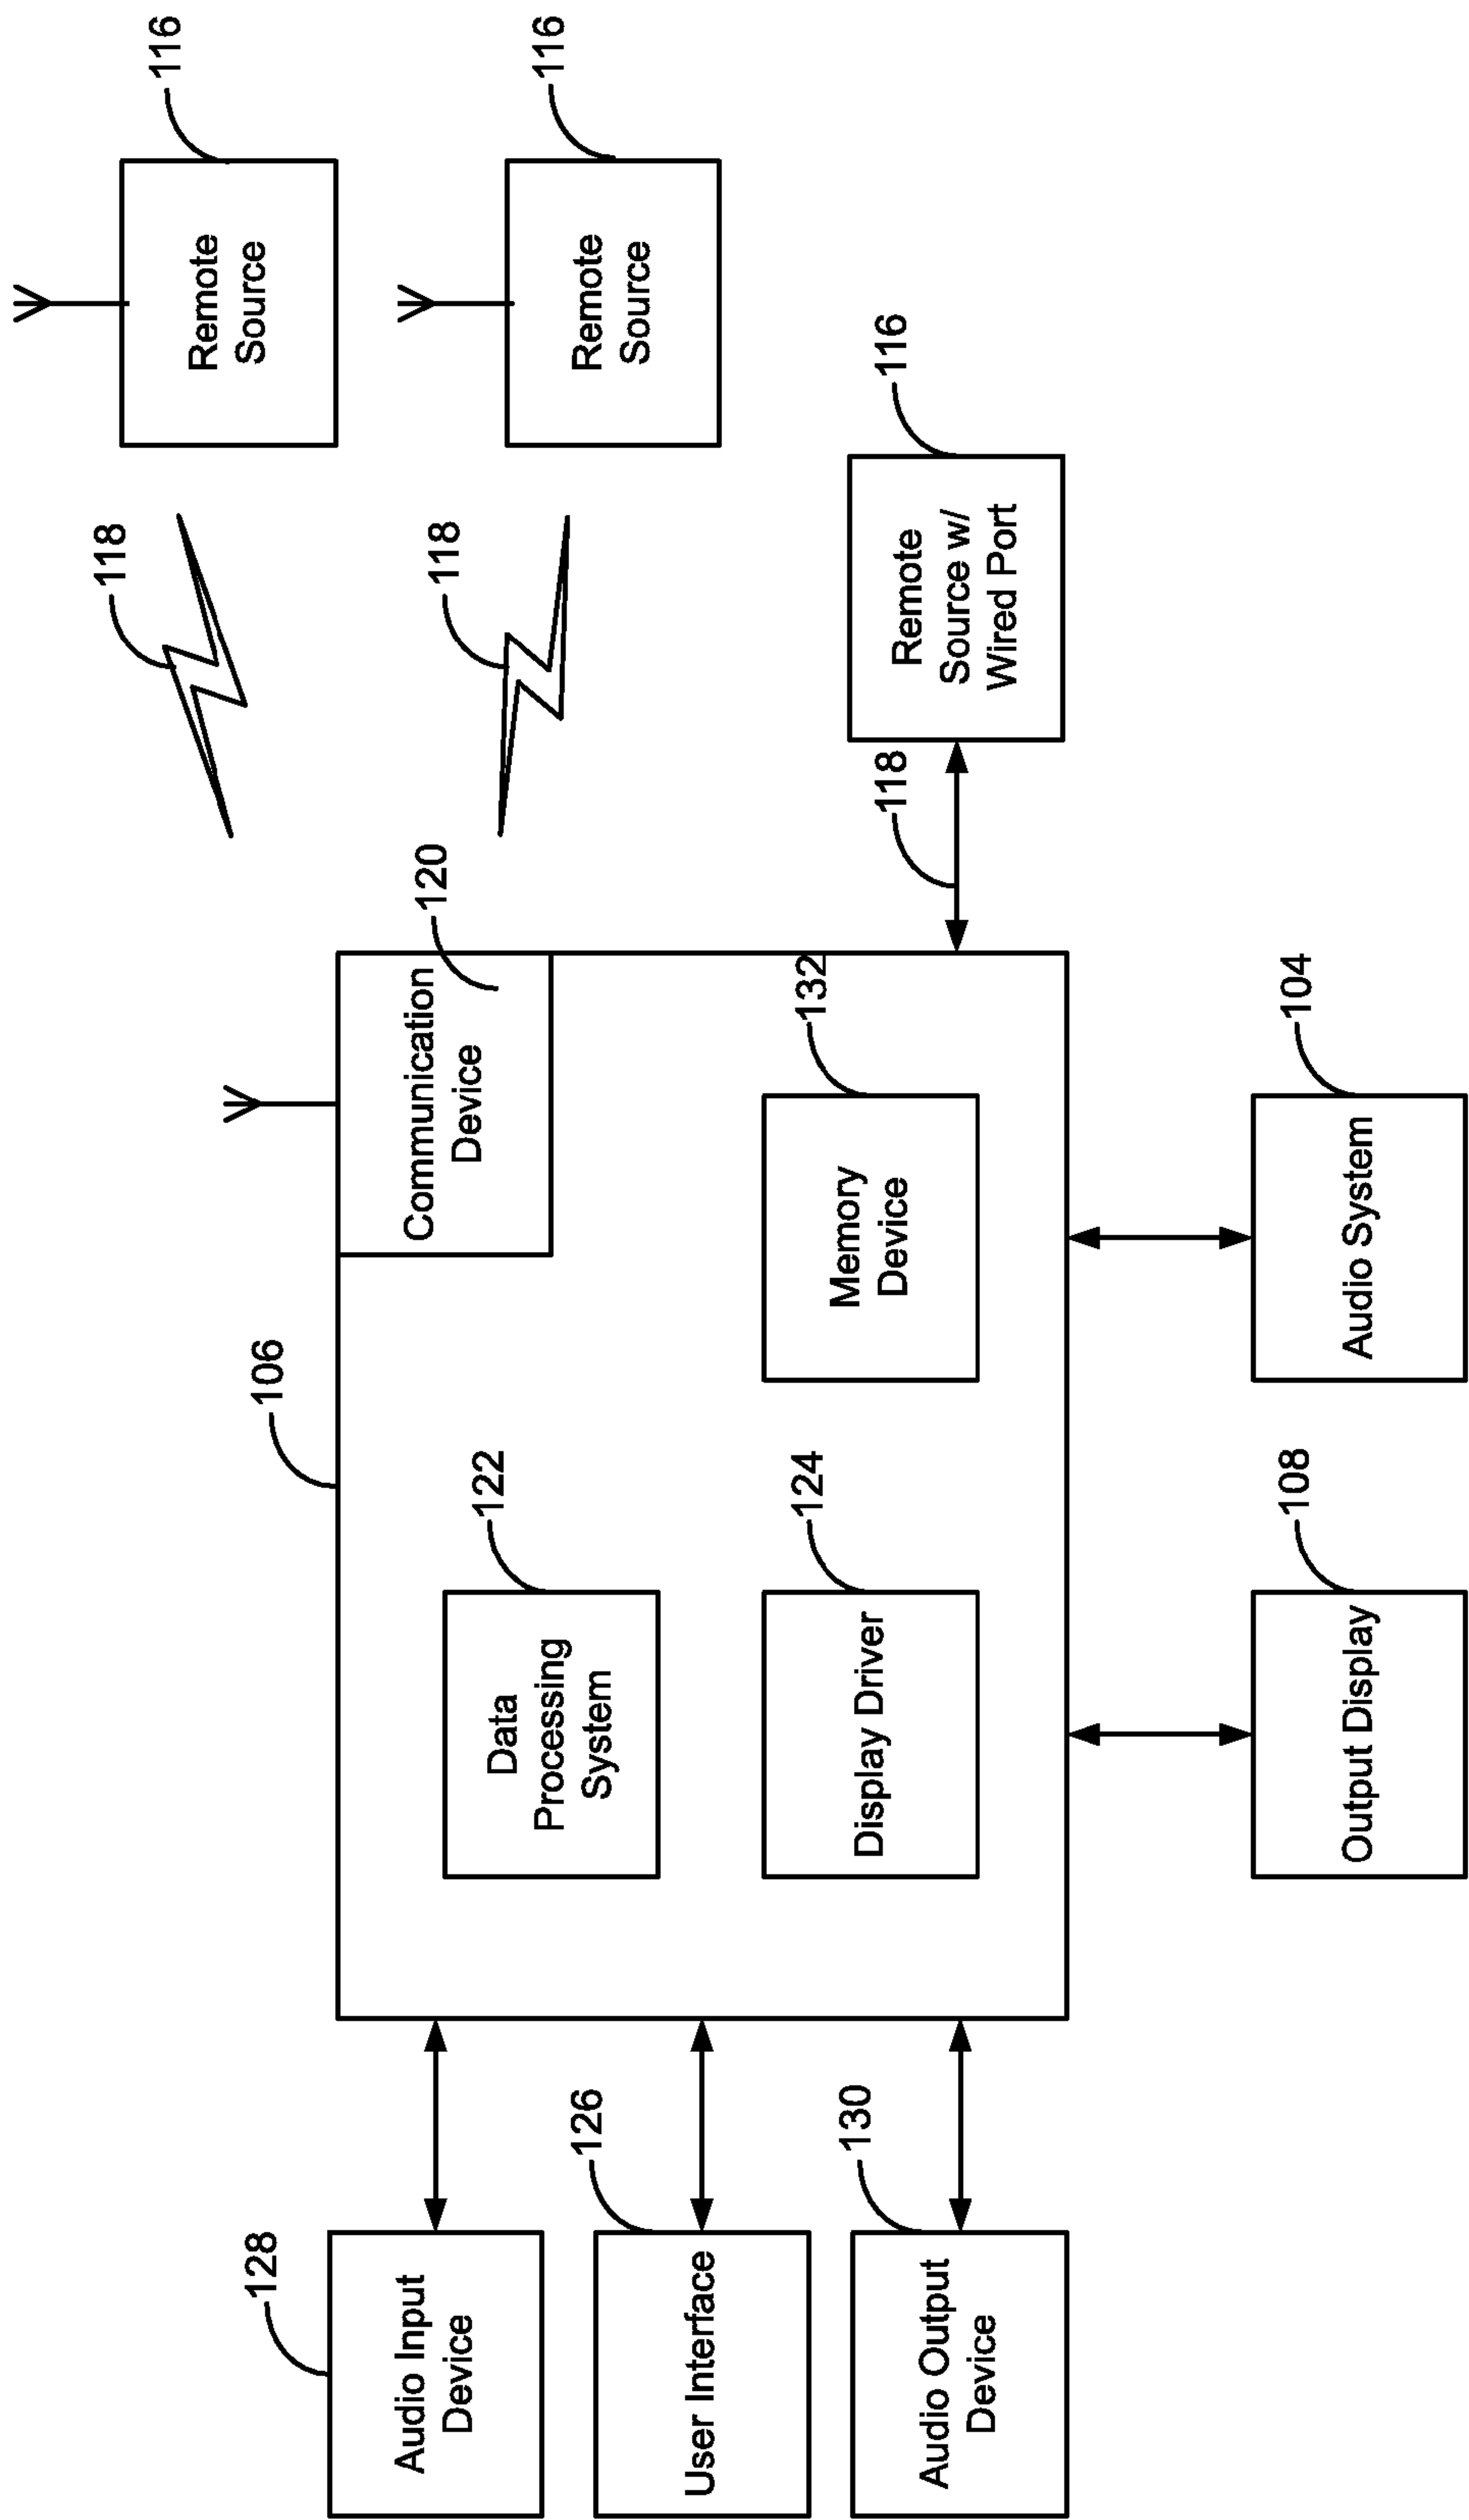 128
Audio Input
Device
126
User Interface
130
Audio Output
Device
106
122
Data
Processing
System
124
Display Driver
Communication
Device
120
132
Memory
Device
108
Output Display
104
Audio System
118
118
118
116
Remote
Source
116
Remote
Source
116
Remote
Source w/
Wired Port